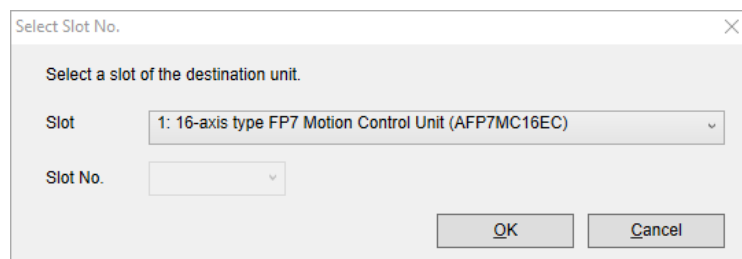 Select Slot No.
Select a slot of the destination unit.
Slot 1: 16-axis type FP7 Motion Control Unit (AFP7MC16EC)
Slot No.
OK Cancel